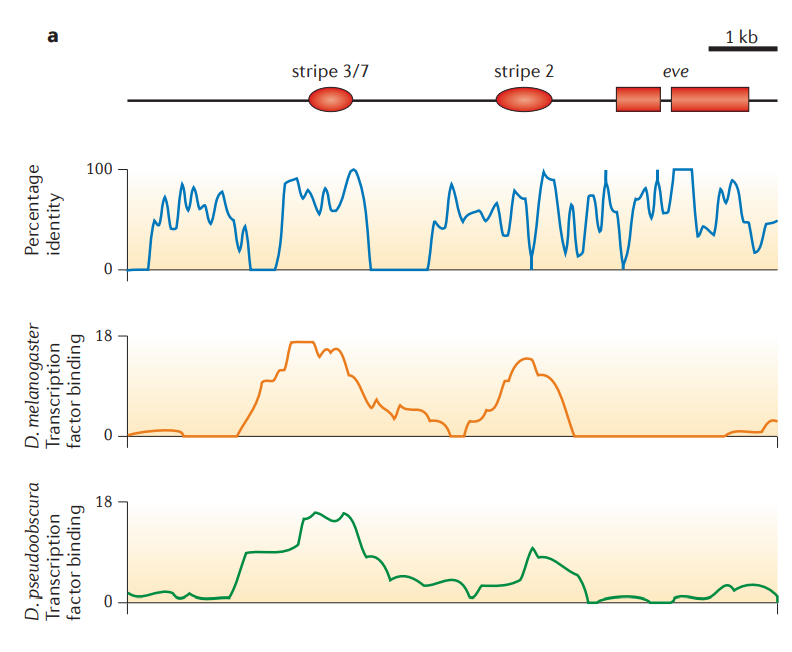 a
1 kb
stripe 3/7
stripe 2
eve
Percentage
identity
100
0
D. melanogaster
Transcription
factor binding
18
0
D. pseudoobscura
Transcription
factor binding
18
0